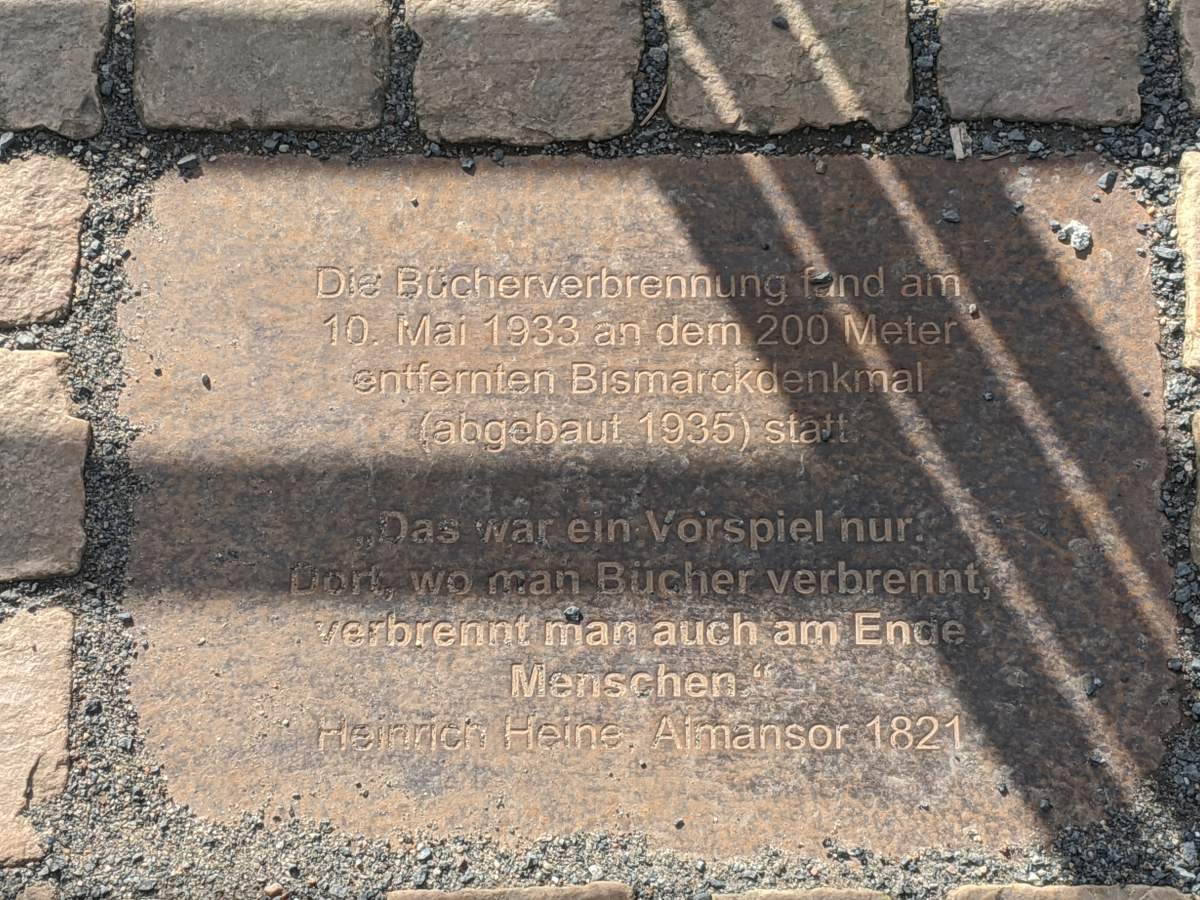 Die Bücherverbrennung fand am
10. Mai 1933 an dem 200 Meter
entfernten Bismarckdenkmal
(abgebaut 1935) statt
„Das war ein Vorspiel nur.
Dort, wo man Bücher verbrennt,
verbrennt man auch am Ende
Menschen.“
Heinrich Heine, Almansor 1821